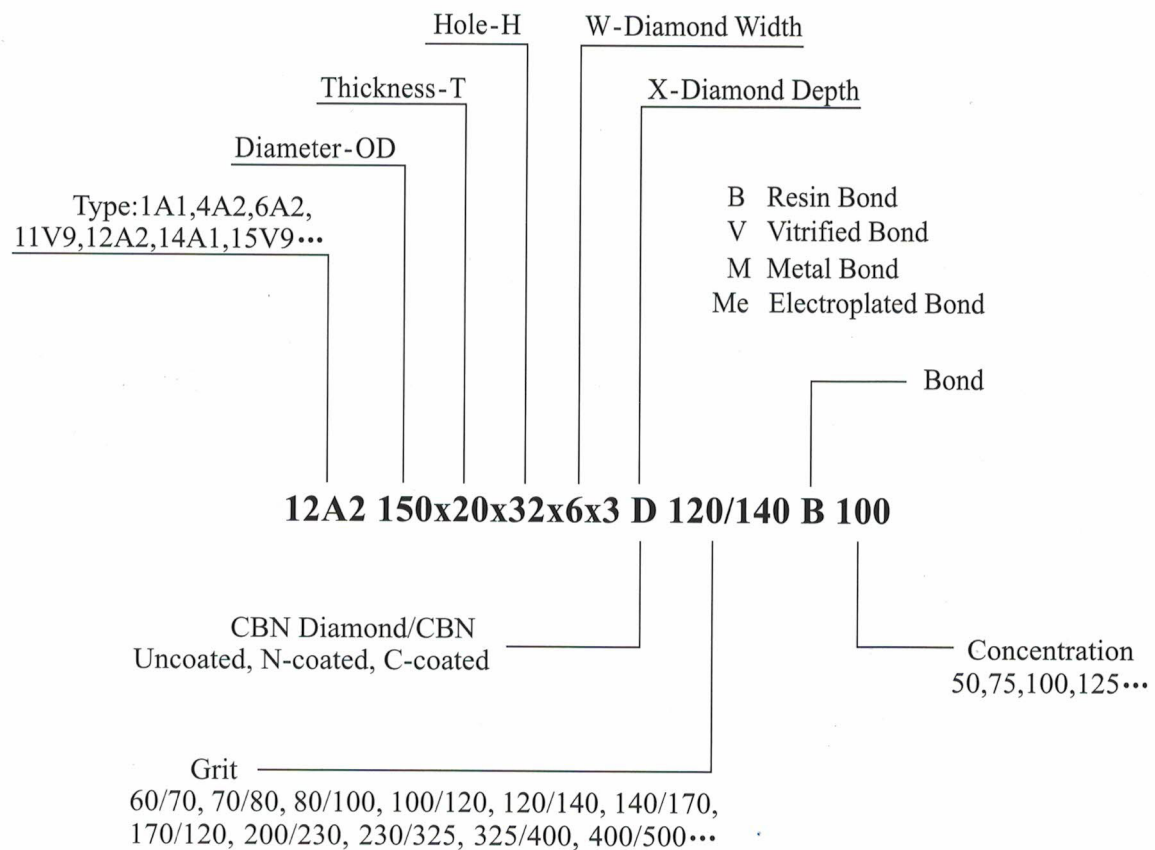 Hole-H
W-Diamond Width
Thickness-T
X-Diamond Depth
Diameter-OD
Type:1A1,4A2,6A2,
11V9,12A2,14A1,15V9•••
B Resin Bond
V Vitrified Bond
M Metal Bond
Me Electroplated Bond
Bond
12A2 150x20x32x6x3 D 120/140 B 100
CBN Diamond/CBN
Uncoated, N-coated, C-coated
Concentration
50,75,100,125•••
Grit
60/70, 70/80, 80/100, 100/120, 120/140, 140/170,
170/120, 200/230, 230/325, 325/400, 400/500•••